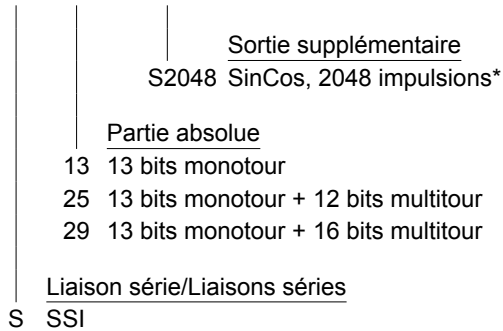 Sortie supplémentaire
S2048 SinCos, 2048 impulsions*
Partie absolue
13 13 bits monotour
25 13 bits monotour + 12 bits multitour
29 13 bits monotour + 16 bits multitour
Liaison série/Liaisons séries
S SSI